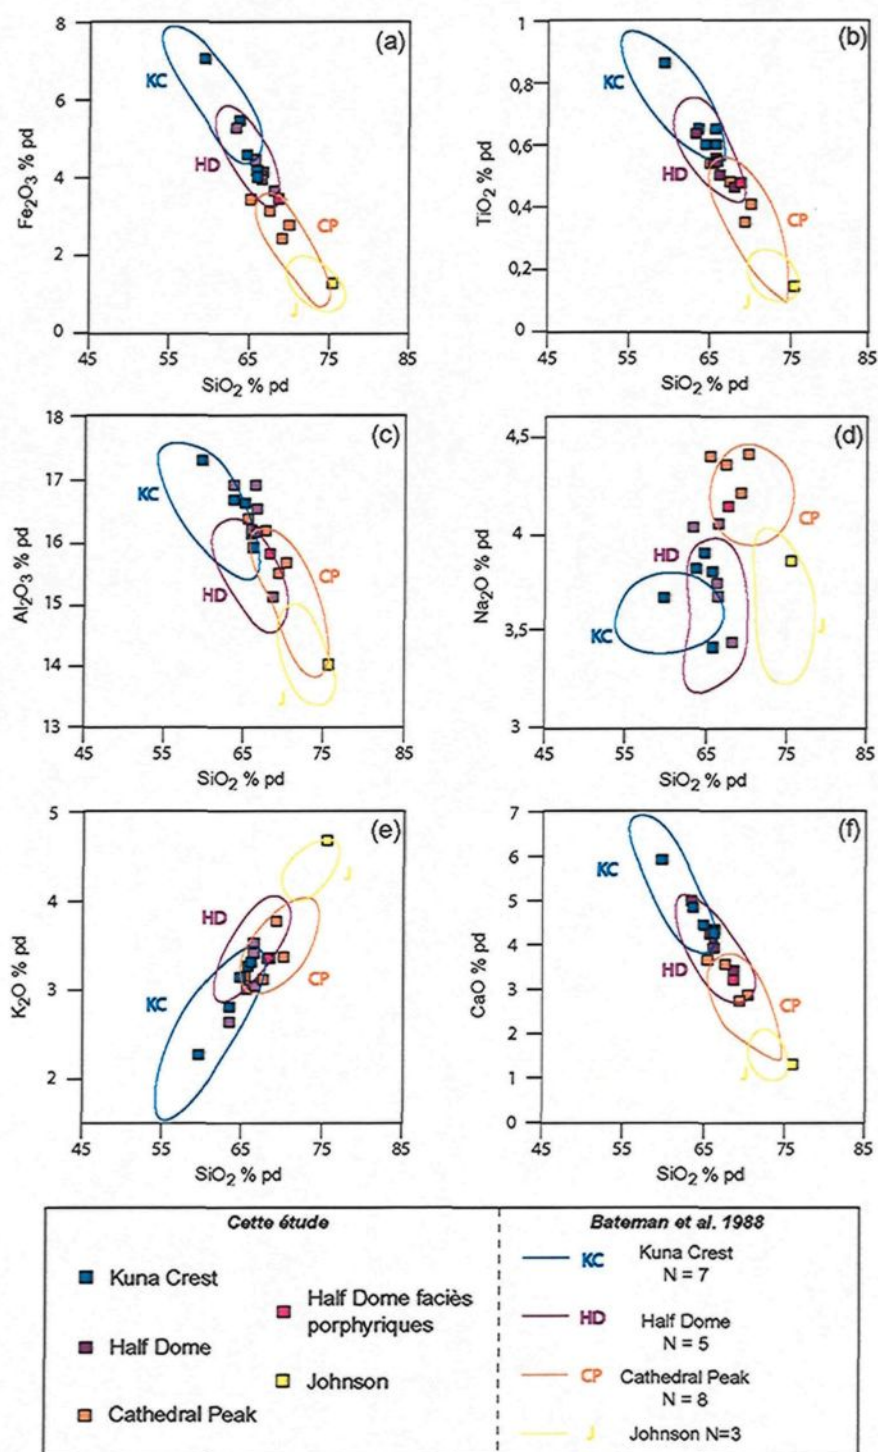 (a)
Fe₂O₃ % pd
8
6
4
2
0
KC
HD
CP
J
45 55 65 75 85
SiO₂ % pd
(b)
TiO₂ % pd
1
0,8
0,6
0,4
0,2
0
KC
HD
CP
J
45 55 65 75 85
SiO₂ % pd
(c)
Al₂O₃ % pd
18
17
16
15
14
13
KC
HD
CP
J
45 55 65 75 85
SiO₂ % pd
(d)
Na₂O % pd
4,5
4
3,5
3
KC
HD
CP
J
45 55 65 75 85
SiO₂ % pd
(e)
K₂O % pd
5
4
3
2
KC
HD
CP
J
45 55 65 75 85
SiO₂ % pd
(f)
CaO % pd
7
6
5
4
3
2
1
0
KC
HD
CP
J
45 55 65 75 85
SiO₂ % pd
Cette étude
Kuna Crest
Half Dome
Cathedral Peak
Half Dome faciès
porphyriques
Johnson
Bateman et al. 1988
KC Kuna Crest
N = 7
HD Half Dome
N = 5
CP Cathedral Peak
N = 8
J Johnson N=3